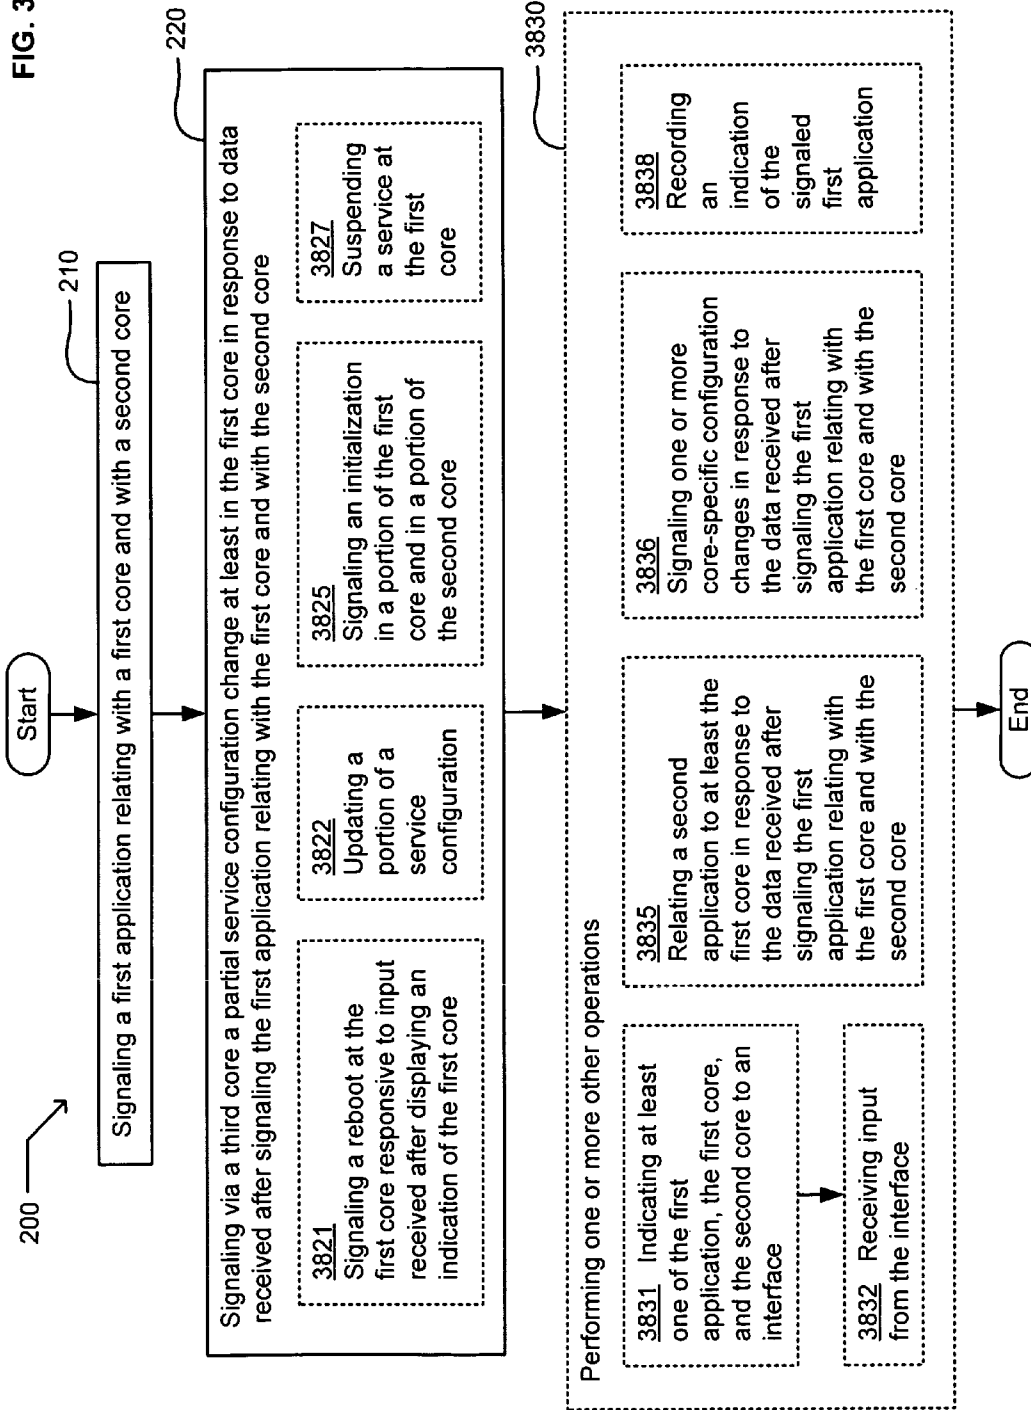 FIG. 3
200
Start
210
Signaling a first application relating with a first core and with a second core
220
Signaling via a third core a partial service configuration change at least in the first core in response to data
received after signaling the first application relating with the first core and with the second core
3821
Signaling a reboot at the
first core responsive to input
received after displaying an
indication of the first core
3822
Updating a
portion of a
service
configuration
3825
Signaling an initialization
in a portion of the first
core and in a portion of
the second core
3827
Suspending
a service at
the first
core
3830
Performing one or more other operations
3831 Indicating at least
one of the first
application, the first core,
and the second core to an
interface
3832 Receiving input
from the interface
3835
Relating a second
application to at least the
first core in response to
the data received after
signaling the first
application relating with
the first core and with the
second core
3836
Signaling one or more
core-specific configuration
changes in response to
the data received after
signaling the first
application relating with
the first core and with the
second core
3838
Recording
an
indication
of the
signaled
first
application
End